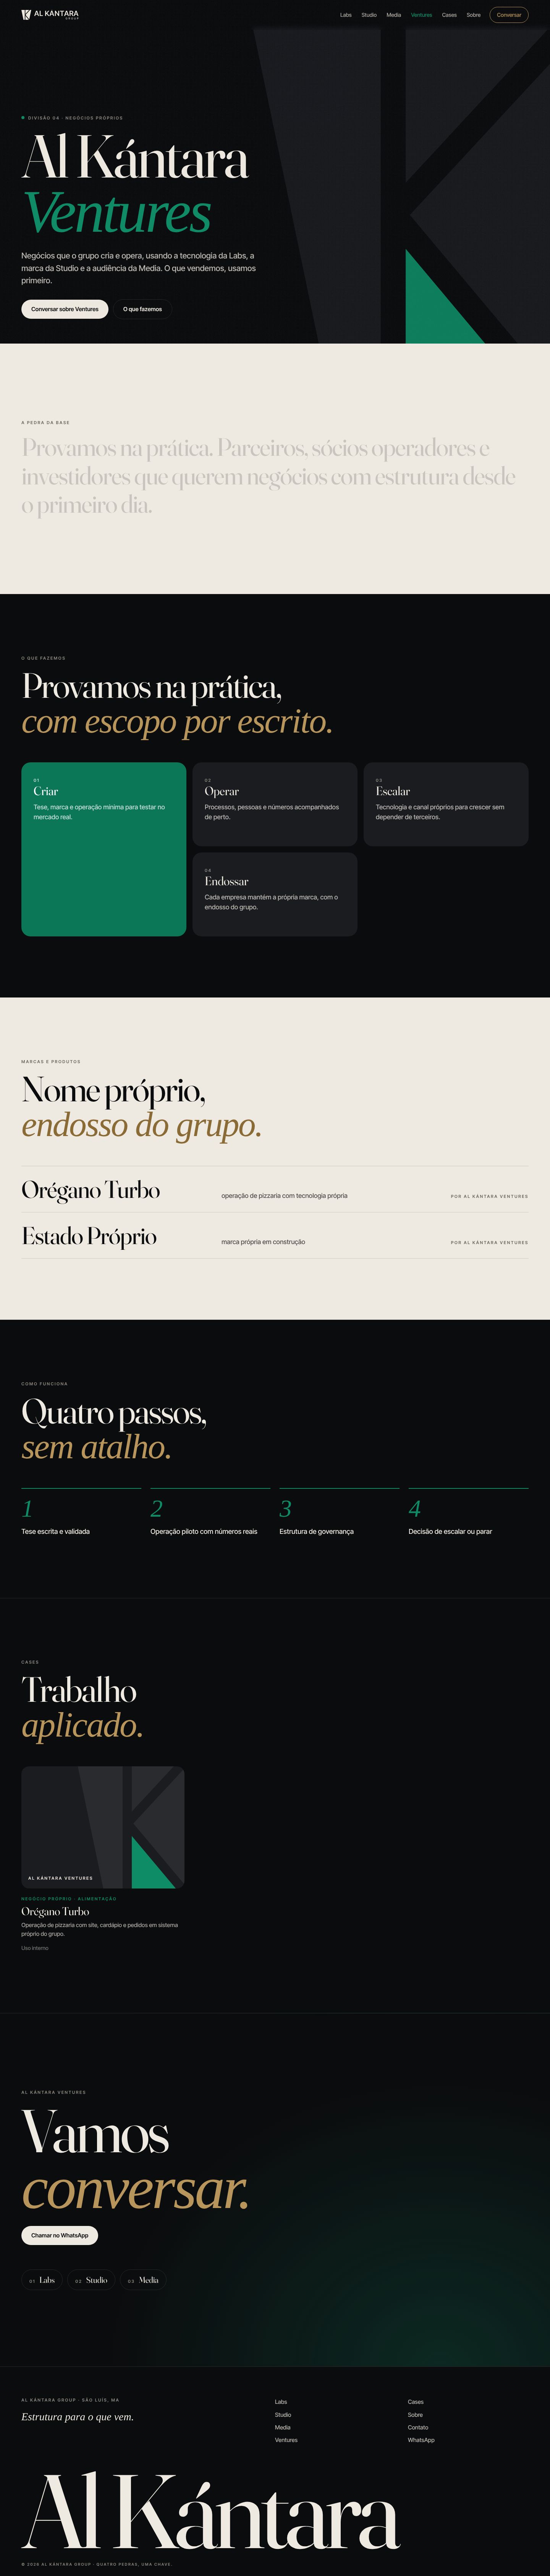 AL KÁNTARA
GROUP
Labs
Studio
Media
Ventures
Cases
Sobre
Conversar
DIVISÃO 04 · NEGÓCIOS PRÓPRIOS
Al Kántara
Ventures
Negócios que o grupo cria e opera, usando a tecnologia da Labs, a
marca da Studio e a audiência da Media. O que vendemos, usamos
primeiro.
Conversar sobre Ventures
O que fazemos
A PEDRA DA BASE
Provamos na prática. Parceiros, sócios operadores e
investidores que querem negócios com estrutura desde
o primeiro dia.
O QUE FAZEMOS
Provamos na prática,
com escopo por escrito.
01
Criar
Tese, marca e operação mínima para testar no
mercado real.
02
Operar
Processos, pessoas e números acompanhados
de perto.
03
Escalar
Tecnologia e canal próprios para crescer sem
depender de terceiros.
04
Endossar
Cada empresa mantém a própria marca, com o
endosso do grupo.
MARCAS E PRODUTOS
Nome próprio,
endosso do grupo.
Orégano Turbo
operação de pizzaria com tecnologia própria
POR AL KÁNTARA VENTURES
Estado Próprio
marca própria em construção
POR AL KÁNTARA VENTURES
COMO FUNCIONA
Quatro passos,
sem atalho.
1
Tese escrita e validada
2
Operação piloto com números reais
3
Estrutura de governança
4
Decisão de escalar ou parar
CASES
Trabalho
aplicado.
AL KÁNTARA VENTURES
NEGÓCIO PRÓPRIO · ALIMENTAÇÃO
Orégano Turbo
Operação de pizzaria com site, cardápio e pedidos em sistema
próprio do grupo.
Uso interno
AL KÁNTARA VENTURES
Vamos
conversar.
Chamar no WhatsApp
01 Labs
02 Studio
03 Media
AL KÁNTARA GROUP · SÃO LUÍS, MA
Estrutura para o que vem.
Labs
Studio
Media
Ventures
Cases
Sobre
Contato
WhatsApp
Al Kántara
© 2026 AL KÁNTARA GROUP · QUATRO PEDRAS, UMA CHAVE.